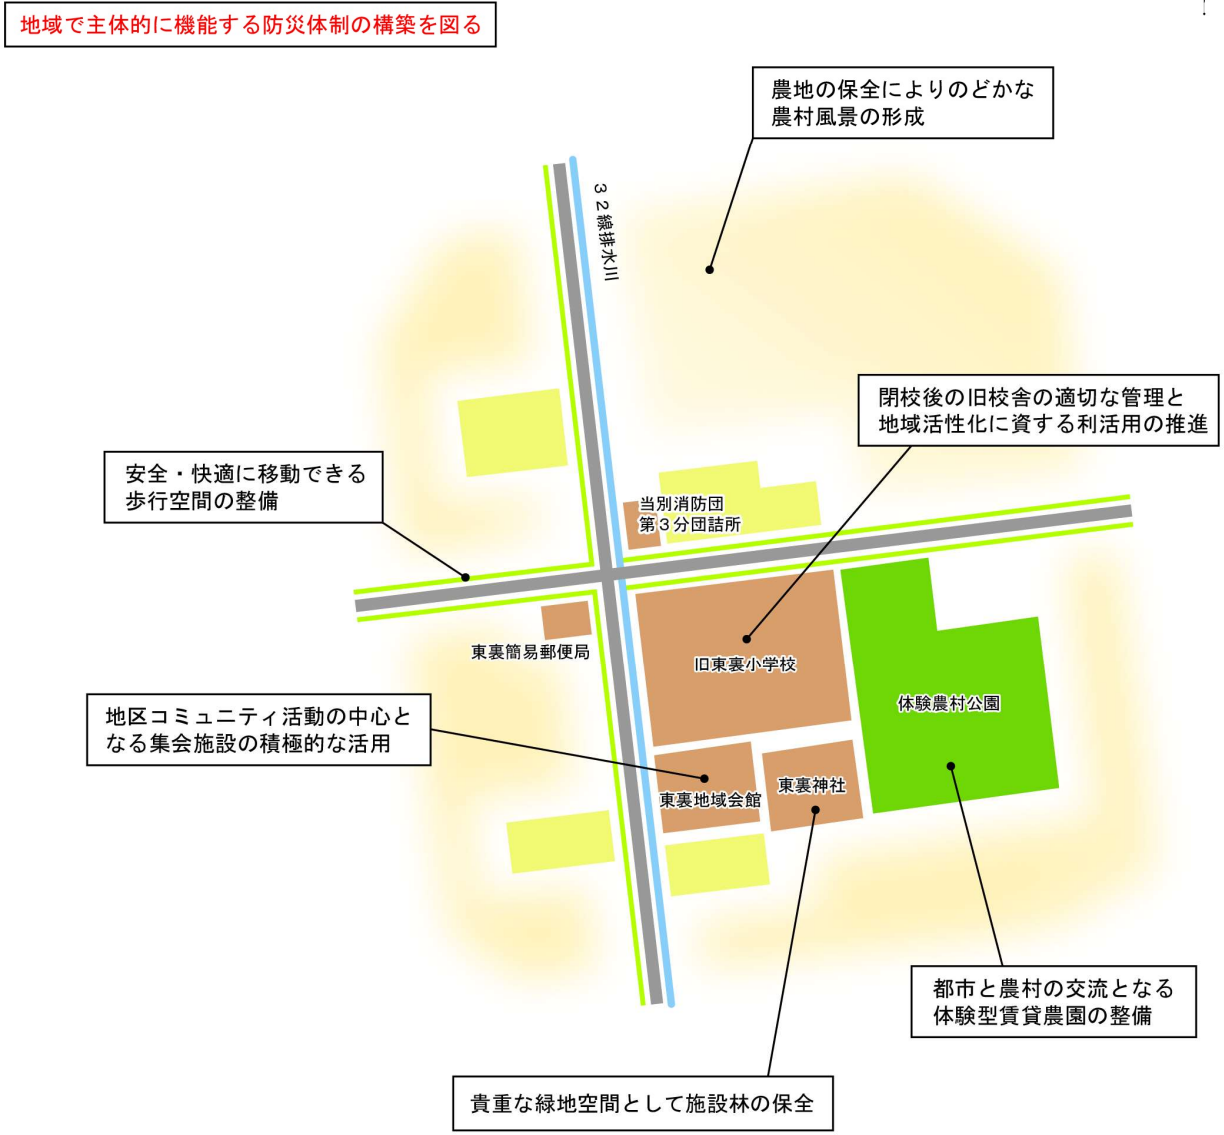 地域で主体的に機能する防災体制の構築を図る
農地の保全によりのどかな
農村風景の形成
32線排水川
閉校後の旧校舎の適切な管理と
地域活性化に資する利活用の推進
安全・快適に移動できる
歩行空間の整備
当別消防団
第3分団詰所
東裏簡易郵便局
旧東裏小学校
体験農村公園
地区コミュニティ活動の中心と
なる集会施設の積極的な活用
東裏地域会館
東裏神社
都市と農村の交流となる
体験型賃貸農園の整備
貴重な緑地空間として施設林の保全